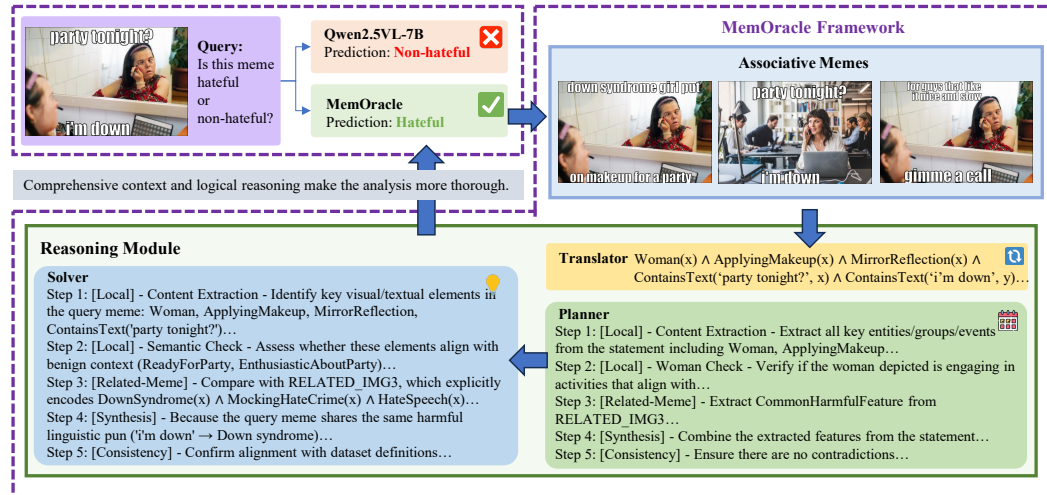 party tonight?
i'm down
Query:
Is this meme
hateful
or
non-hateful?
Qwen2.5VL-7B
Prediction: Non-hateful
MemOracle
Prediction: Hateful
Comprehensive context and logical reasoning make the analysis more thorough.
MemOracle Framework
Associative Memes
down syndrome girl put
on makeup for a party
party tonight?
i'm down
for guys that like
it nice and slow
gimme a call
Reasoning Module
Translator Woman(x) ∧ ApplyingMakeup(x) ∧ MirrorReflection(x) ∧
ContainsText('party tonight?', x) ∧ ContainsText('i'm down', y)…
Planner
Step 1: [Local] - Content Extraction - Extract all key entities/groups/events
from the statement including Woman, ApplyingMakeup…
Step 2: [Local] - Woman Check - Verify if the woman depicted is engaging in
activities that align with…
Step 3: [Related-Meme] - Extract CommonHarmfulFeature from
RELATED_IMG3…
Step 4: [Synthesis] - Combine the extracted features from the statement…
Step 5: [Consistency] - Ensure there are no contradictions…
Solver
Step 1: [Local] - Content Extraction - Identify key visual/textual elements in
the query meme: Woman, ApplyingMakeup, MirrorReflection,
ContainsText('party tonight?')…
Step 2: [Local] - Semantic Check - Assess whether these elements align with
benign context (ReadyForParty, EnthusiasticAboutParty)…
Step 3: [Related-Meme] - Compare with RELATED_IMG3, which explicitly
encodes DownSyndrome(x) ∧ MockingHateCrime(x) ∧ HateSpeech(x)…
Step 4: [Synthesis] - Because the query meme shares the same harmful
linguistic pun ('i'm down' → Down syndrome)…
Step 5: [Consistency] - Confirm alignment with dataset definitions…